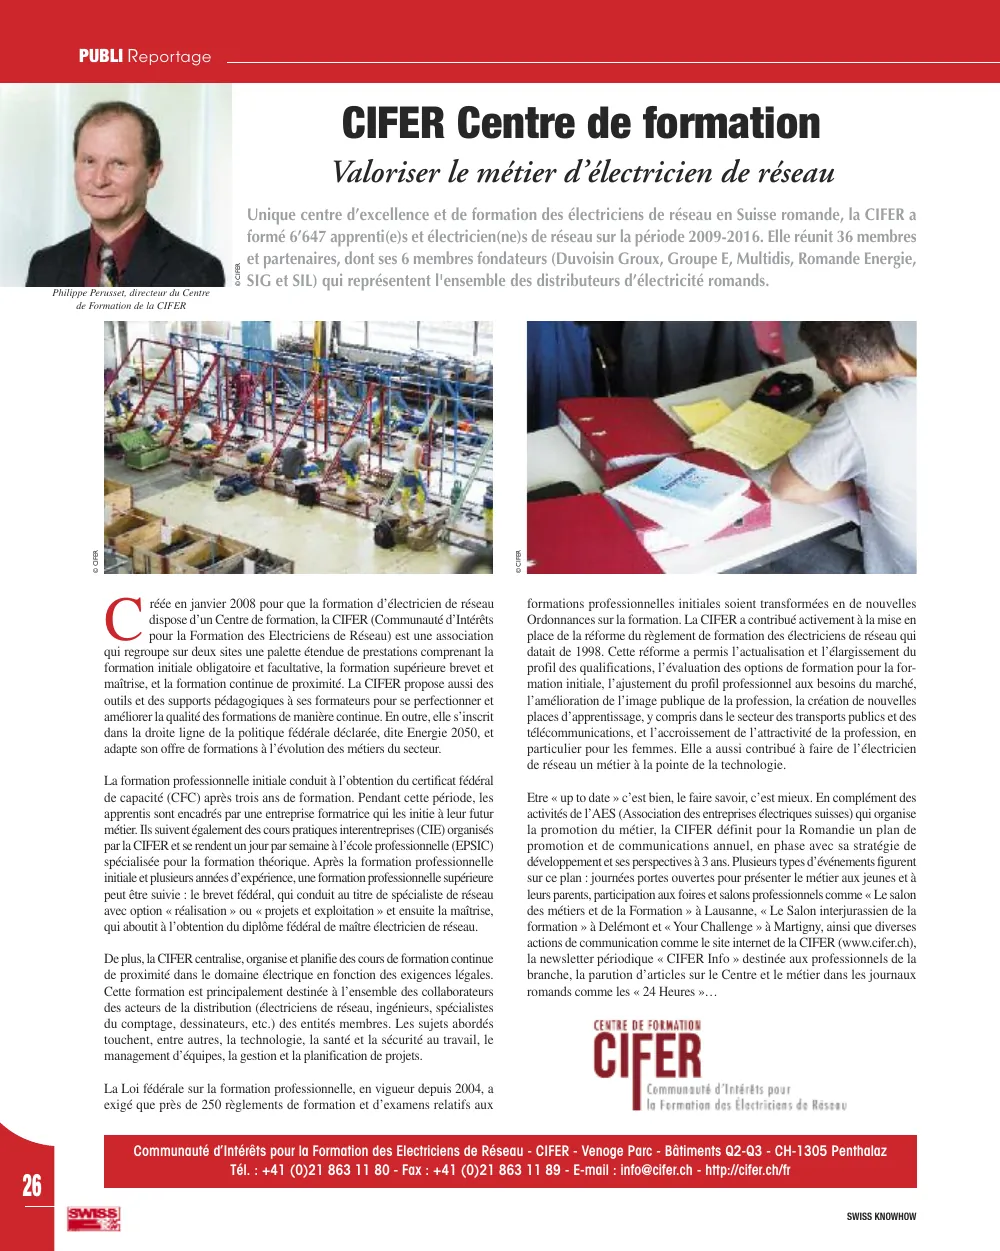 PUBLI Reportage
CIFER Centre de formation
Valoriser le métier d’électricien de réseau
Unique centre d’excellence et de formation des électriciens de réseau en Suisse romande, la CIFER a
formé 6’647 apprenti(e)s et électricien(ne)s de réseau sur la période 2009-2016. Elle réunit 36 membres
et partenaires, dont ses 6 membres fondateurs (Duvoisin Groux, Groupe E, Multidis, Romande Energie,
SIG et SIL) qui représentent l'ensemble des distributeurs d’électricité romands.
© CIFER
Philippe Perusset, directeur du Centre
de Formation de la CIFER
© CIFER
© CIFER
Créée en janvier 2008 pour que la formation d’électricien de réseau
dispose d’un Centre de formation, la CIFER (Communauté d’Intérêts
pour la Formation des Electriciens de Réseau) est une association
qui regroupe sur deux sites une palette étendue de prestations comprenant la
formation initiale obligatoire et facultative, la formation supérieure brevet et
maîtrise, et la formation continue de proximité. La CIFER propose aussi des
outils et des supports pédagogiques à ses formateurs pour se perfectionner et
améliorer la qualité des formations de manière continue. En outre, elle s’inscrit
dans la droite ligne de la politique fédérale déclarée, dite Energie 2050, et
adapte son offre de formations à l’évolution des métiers du secteur.
La formation professionnelle initiale conduit à l’obtention du certificat fédéral
de capacité (CFC) après trois ans de formation. Pendant cette période, les
apprentis sont encadrés par une entreprise formatrice qui les initie à leur futur
métier. Ils suivent également des cours pratiques interentreprises (CIE) organisés
par la CIFER et se rendent un jour par semaine à l’école professionnelle (EPSIC)
spécialisée pour la formation théorique. Après la formation professionnelle
initiale et plusieurs années d’expérience, une formation professionnelle supérieure
peut être suivie : le brevet fédéral, qui conduit au titre de spécialiste de réseau
avec option « réalisation » ou « projets et exploitation » et ensuite la maîtrise,
qui aboutit à l’obtention du diplôme fédéral de maître électricien de réseau.
De plus, la CIFER centralise, organise et planifie des cours de formation continue
de proximité dans le domaine électrique en fonction des exigences légales.
Cette formation est principalement destinée à l’ensemble des collaborateurs
des acteurs de la distribution (électriciens de réseau, ingénieurs, spécialistes
du comptage, dessinateurs, etc.) des entités membres. Les sujets abordés
touchent, entre autres, la technologie, la santé et la sécurité au travail, le
management d’équipes, la gestion et la planification de projets.
La Loi fédérale sur la formation professionnelle, en vigueur depuis 2004, a
exigé que près de 250 règlements de formation et d’examens relatifs aux
formations professionnelles initiales soient transformées en de nouvelles
Ordonnances sur la formation. La CIFER a contribué activement à la mise en
place de la réforme du règlement de formation des électriciens de réseau qui
datait de 1998. Cette réforme a permis l’actualisation et l’élargissement du
profil des qualifications, l’évaluation des options de formation pour la for-
mation initiale, l’ajustement du profil professionnel aux besoins du marché,
l’amélioration de l’image publique de la profession, la création de nouvelles
places d’apprentissage, y compris dans le secteur des transports publics et des
télécommunications, et l’accroissement de l’attractivité de la profession, en
particulier pour les femmes. Elle a aussi contribué à faire de l’électricien
de réseau un métier à la pointe de la technologie.
Etre « up to date » c’est bien, le faire savoir, c’est mieux. En complément des
activités de l’AES (Association des entreprises électriques suisses) qui organise
la promotion du métier, la CIFER définit pour la Romandie un plan de
promotion et de communications annuel, en phase avec sa stratégie de
développement et ses perspectives à 3 ans. Plusieurs types d’événements figurent
sur ce plan : journées portes ouvertes pour présenter le métier aux jeunes et à
leurs parents, participation aux foires et salons professionnels comme « Le salon
des métiers et de la Formation » à Lausanne, « Le Salon interjurassien de la
formation » à Delémont et « Your Challenge » à Martigny, ainsi que diverses
actions de communication comme le site internet de la CIFER (www.cifer.ch),
la newsletter périodique « CIFER Info » destinée aux professionnels de la
branche, la parution d’articles sur le Centre et le métier dans les journaux
romands comme les « 24 Heures »…
CENTRE DE FORMATION
CIFER
Communauté d’Intérêts pour
la Formation des Electriciens de Réseau
Communauté d’Intérêts pour la Formation des Electriciens de Réseau - CIFER - Venoge Parc - Bâtiments Q2-Q3 - CH-1305 Penthalaz
Tél. : +41 (0)21 863 11 80 - Fax : +41 (0)21 863 11 89 - E-mail : info@cifer.ch - http://cifer.ch/fr
26
SWISS
SWISS KNOWHOW